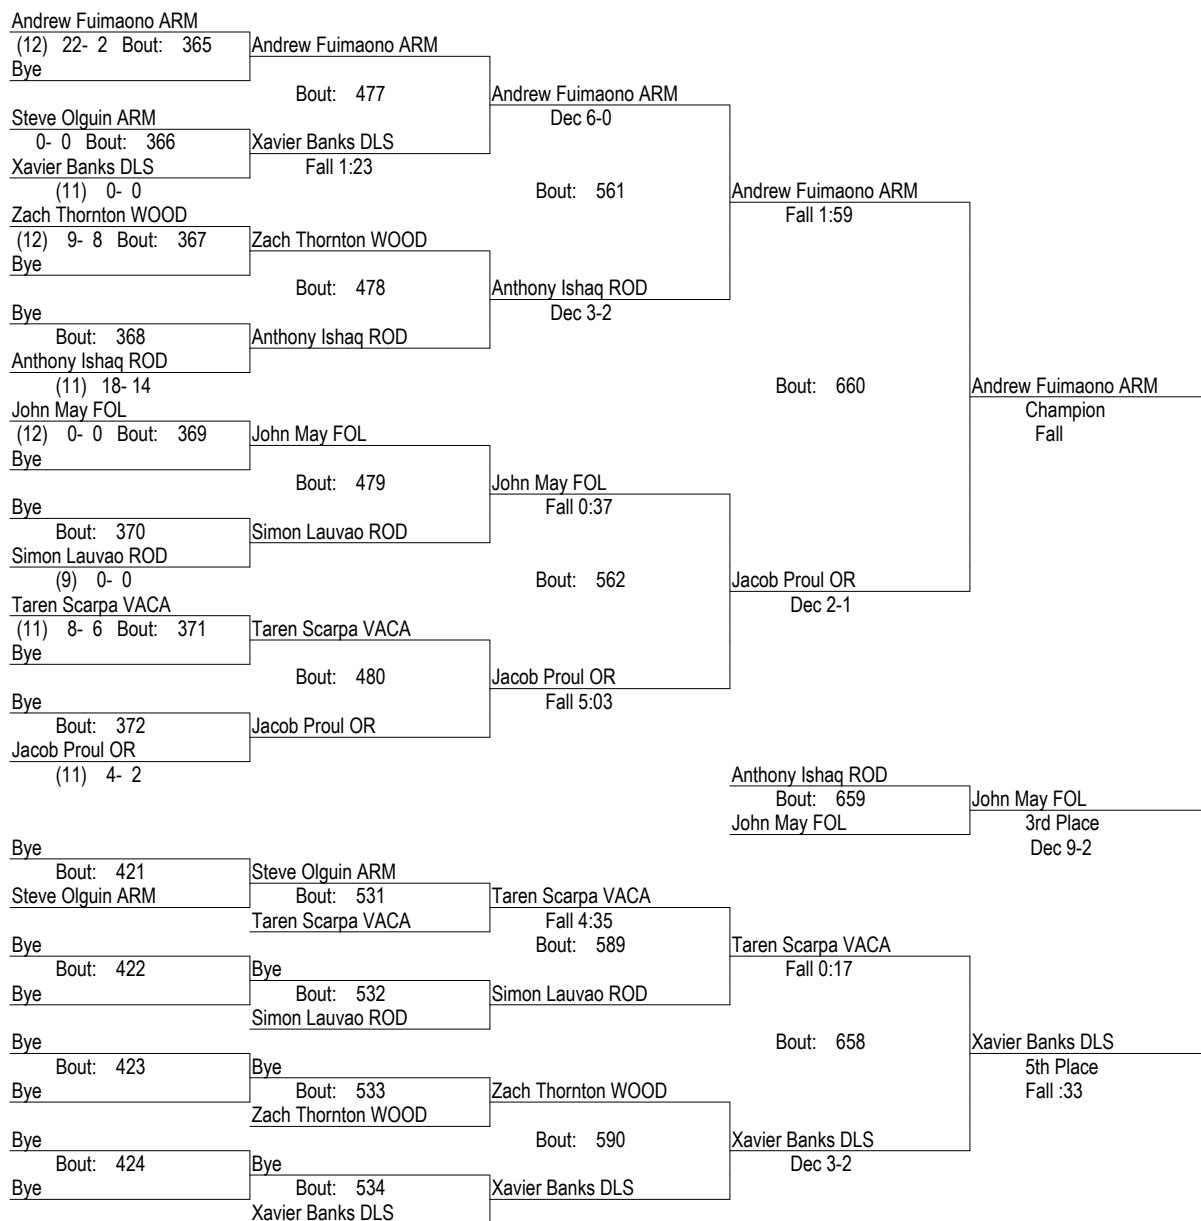 Andrew Fuimaono ARM
(12) 22- 2 Bout: 365
Andrew Fuimaono ARM
Bye
Bout: 477
Andrew Fuimaono ARM
Dec 6-0
Steve Olguin ARM
0- 0 Bout: 366
Xavier Banks DLS
Fall 1:23
Xavier Banks DLS
(11) 0- 0
Bout: 561
Andrew Fuimaono ARM
Fall 1:59
Zach Thornton WOOD
(12) 9- 8 Bout: 367
Zach Thornton WOOD
Bye
Bout: 478
Anthony Ishaq ROD
Dec 3-2
Bye
Bout: 368
Anthony Ishaq ROD
Anthony Ishaq ROD
(11) 18- 14
Bout: 660
Andrew Fuimaono ARM
Champion
Fall
John May FOL
(12) 0- 0 Bout: 369
John May FOL
Bye
Bout: 479
John May FOL
Fall 0:37
Bye
Bout: 370
Simon Lauvao ROD
Simon Lauvao ROD
(9) 0- 0
Bout: 562
Jacob Proul OR
Dec 2-1
Taren Scarpa VACA
(11) 8- 6 Bout: 371
Taren Scarpa VACA
Bye
Bout: 480
Jacob Proul OR
Fall 5:03
Bye
Bout: 372
Jacob Proul OR
Jacob Proul OR
(11) 4- 2
Anthony Ishaq ROD
Bout: 659
John May FOL
John May FOL
3rd Place
Dec 9-2
Bye
Bout: 421
Steve Olguin ARM
Steve Olguin ARM
Bout: 531
Taren Scarpa VACA
Taren Scarpa VACA
Fall 4:35
Bout: 589
Taren Scarpa VACA
Fall 0:17
Bye
Bout: 422
Bye
Bye
Bout: 532
Simon Lauvao ROD
Simon Lauvao ROD
Bout: 658
Xavier Banks DLS
5th Place
Fall :33
Bye
Bout: 423
Bye
Bye
Bout: 533
Zach Thornton WOOD
Zach Thornton WOOD
Bout: 590
Xavier Banks DLS
Dec 3-2
Bye
Bout: 424
Bye
Bye
Bout: 534
Xavier Banks DLS
Xavier Banks DLS